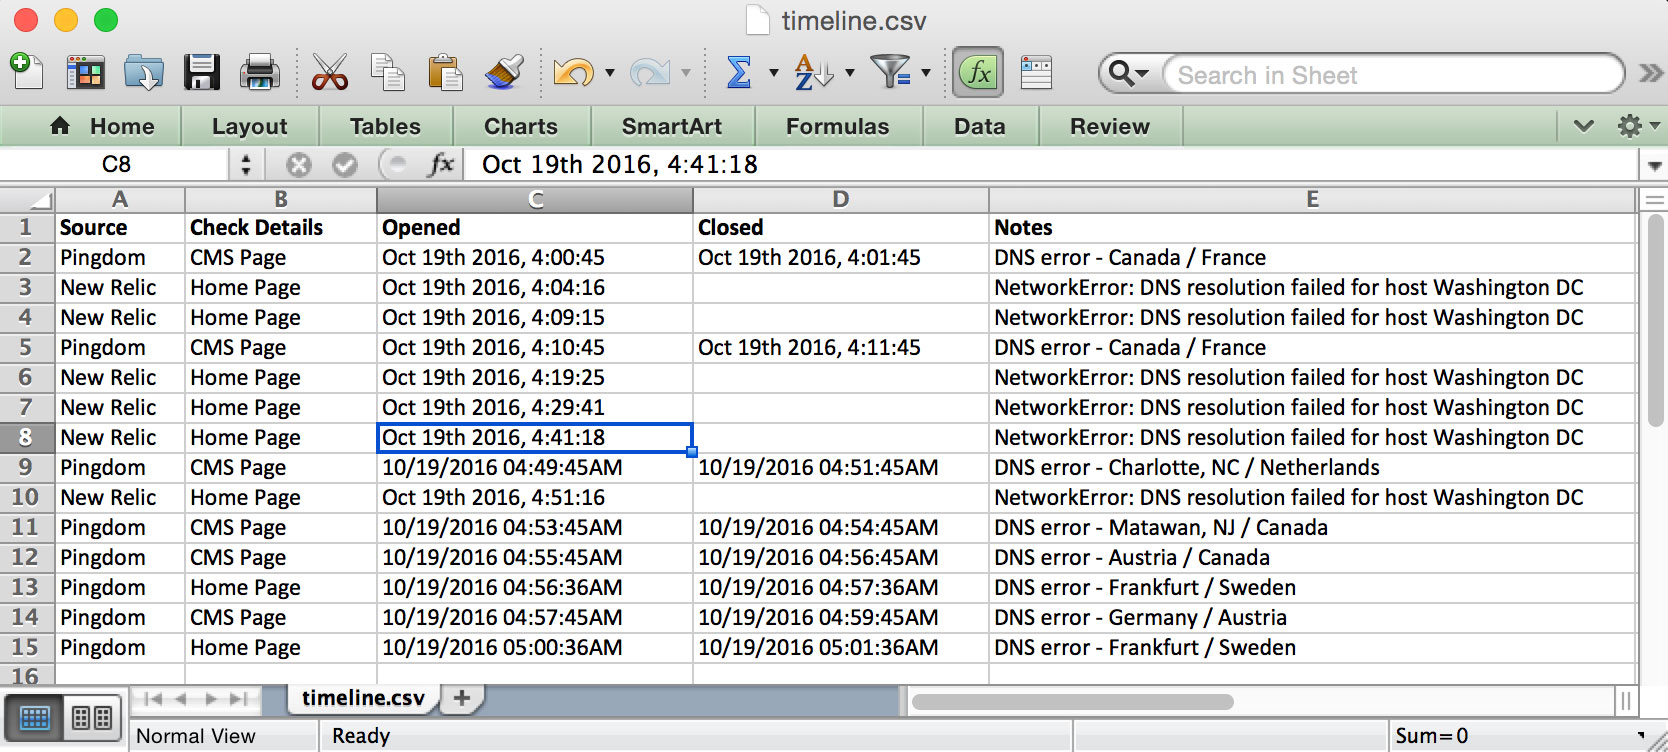 timeline.csv
Search in Sheet
Home Layout Tables Charts SmartArt Formulas Data Review
C8 fx Oct 19th 2016, 4:41:18
A B C D E
1 Source Check Details Opened Closed Notes
2 Pingdom CMS Page Oct 19th 2016, 4:00:45 Oct 19th 2016, 4:01:45 DNS error - Canada / France
3 New Relic Home Page Oct 19th 2016, 4:04:16 NetworkError: DNS resolution failed for host Washington DC
4 New Relic Home Page Oct 19th 2016, 4:09:15 NetworkError: DNS resolution failed for host Washington DC
5 Pingdom CMS Page Oct 19th 2016, 4:10:45 Oct 19th 2016, 4:11:45 DNS error - Canada / France
6 New Relic Home Page Oct 19th 2016, 4:19:25 NetworkError: DNS resolution failed for host Washington DC
7 New Relic Home Page Oct 19th 2016, 4:29:41 NetworkError: DNS resolution failed for host Washington DC
8 New Relic Home Page Oct 19th 2016, 4:41:18 NetworkError: DNS resolution failed for host Washington DC
9 Pingdom CMS Page 10/19/2016 04:49:45AM 10/19/2016 04:51:45AM DNS error - Charlotte, NC / Netherlands
10 New Relic Home Page Oct 19th 2016, 4:51:16 NetworkError: DNS resolution failed for host Washington DC
11 Pingdom CMS Page 10/19/2016 04:53:45AM 10/19/2016 04:54:45AM DNS error - Matawan, NJ / Canada
12 Pingdom CMS Page 10/19/2016 04:55:45AM 10/19/2016 04:56:45AM DNS error - Austria / Canada
13 Pingdom Home Page 10/19/2016 04:56:36AM 10/19/2016 04:57:36AM DNS error - Frankfurt / Sweden
14 Pingdom CMS Page 10/19/2016 04:57:45AM 10/19/2016 04:59:45AM DNS error - Germany / Austria
15 Pingdom Home Page 10/19/2016 05:00:36AM 10/19/2016 05:01:36AM DNS error - Frankfurt / Sweden
16
timeline.csv
Normal View Ready Sum=0